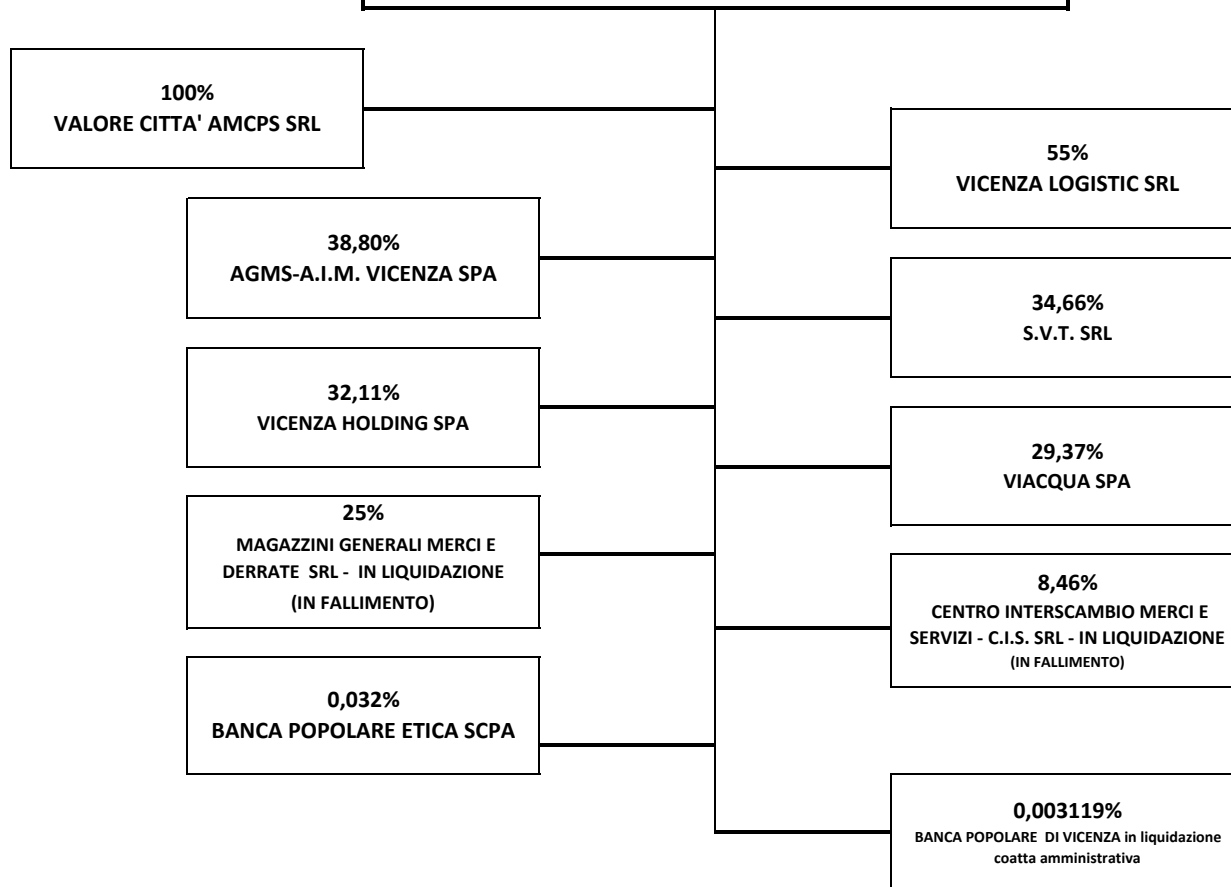 100%
VALORE CITTA' AMCPS SRL
55%
VICENZA LOGISTIC SRL
38,80%
AGMS-A.I.M. VICENZA SPA
34,66%
S.V.T. SRL
32,11%
VICENZA HOLDING SPA
29,37%
VIACQUA SPA
25%
MAGAZZINI GENERALI MERCI E
DERRATE SRL - IN LIQUIDAZIONE
(IN FALLIMENTO)
8,46%
CENTRO INTERSCAMBIO MERCI E
SERVIZI - C.I.S. SRL - IN LIQUIDAZIONE
(IN FALLIMENTO)
0,032%
BANCA POPOLARE ETICA SCPA
0,003119%
BANCA POPOLARE DI VICENZA in liquidazione
coatta amministrativa